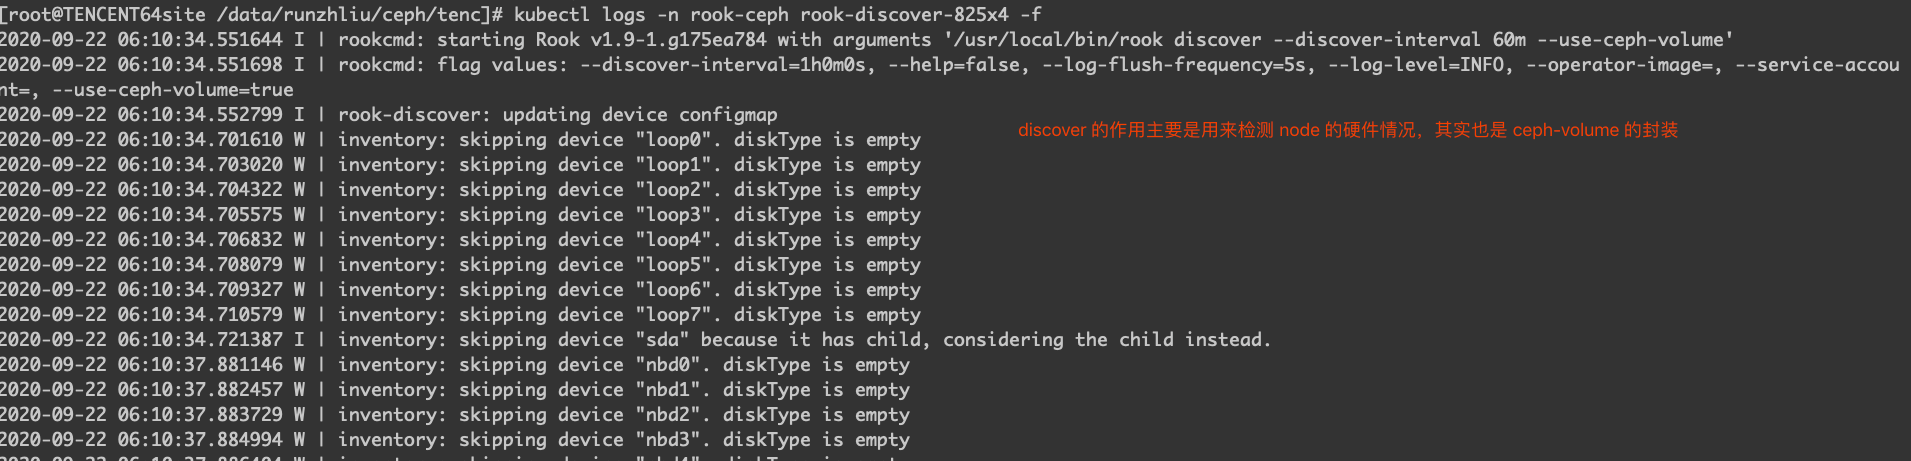 [root@TENCENT64site /data/runzhliu/ceph/tenc]# kubectl logs -n rook-ceph rook-discover-825x4 -f
2020-09-22 06:10:34.551644 I | rookcmd: starting Rook v1.9-1.g175ea784 with arguments '/usr/local/bin/rook discover --discover-interval 60m --use-ceph-volume'
2020-09-22 06:10:34.551698 I | rookcmd: flag values: --discover-interval=1h0m0s, --help=false, --log-flush-frequency=5s, --log-level=INFO, --operator-image=, --service-accou
nt=, --use-ceph-volume=true
2020-09-22 06:10:34.552799 I | rook-discover: updating device configmap
discover 的作用主要是用来检测 node 的硬件情况，其实也是 ceph-volume 的封装
2020-09-22 06:10:34.701610 W | inventory: skipping device "loop0". diskType is empty
2020-09-22 06:10:34.703020 W | inventory: skipping device "loop1". diskType is empty
2020-09-22 06:10:34.704322 W | inventory: skipping device "loop2". diskType is empty
2020-09-22 06:10:34.705575 W | inventory: skipping device "loop3". diskType is empty
2020-09-22 06:10:34.706832 W | inventory: skipping device "loop4". diskType is empty
2020-09-22 06:10:34.708079 W | inventory: skipping device "loop5". diskType is empty
2020-09-22 06:10:34.709327 W | inventory: skipping device "loop6". diskType is empty
2020-09-22 06:10:34.710579 W | inventory: skipping device "loop7". diskType is empty
2020-09-22 06:10:34.721387 I | inventory: skipping device "sda" because it has child, considering the child instead.
2020-09-22 06:10:37.881146 W | inventory: skipping device "nbd0". diskType is empty
2020-09-22 06:10:37.882457 W | inventory: skipping device "nbd1". diskType is empty
2020-09-22 06:10:37.883729 W | inventory: skipping device "nbd2". diskType is empty
2020-09-22 06:10:37.884994 W | inventory: skipping device "nbd3". diskType is empty